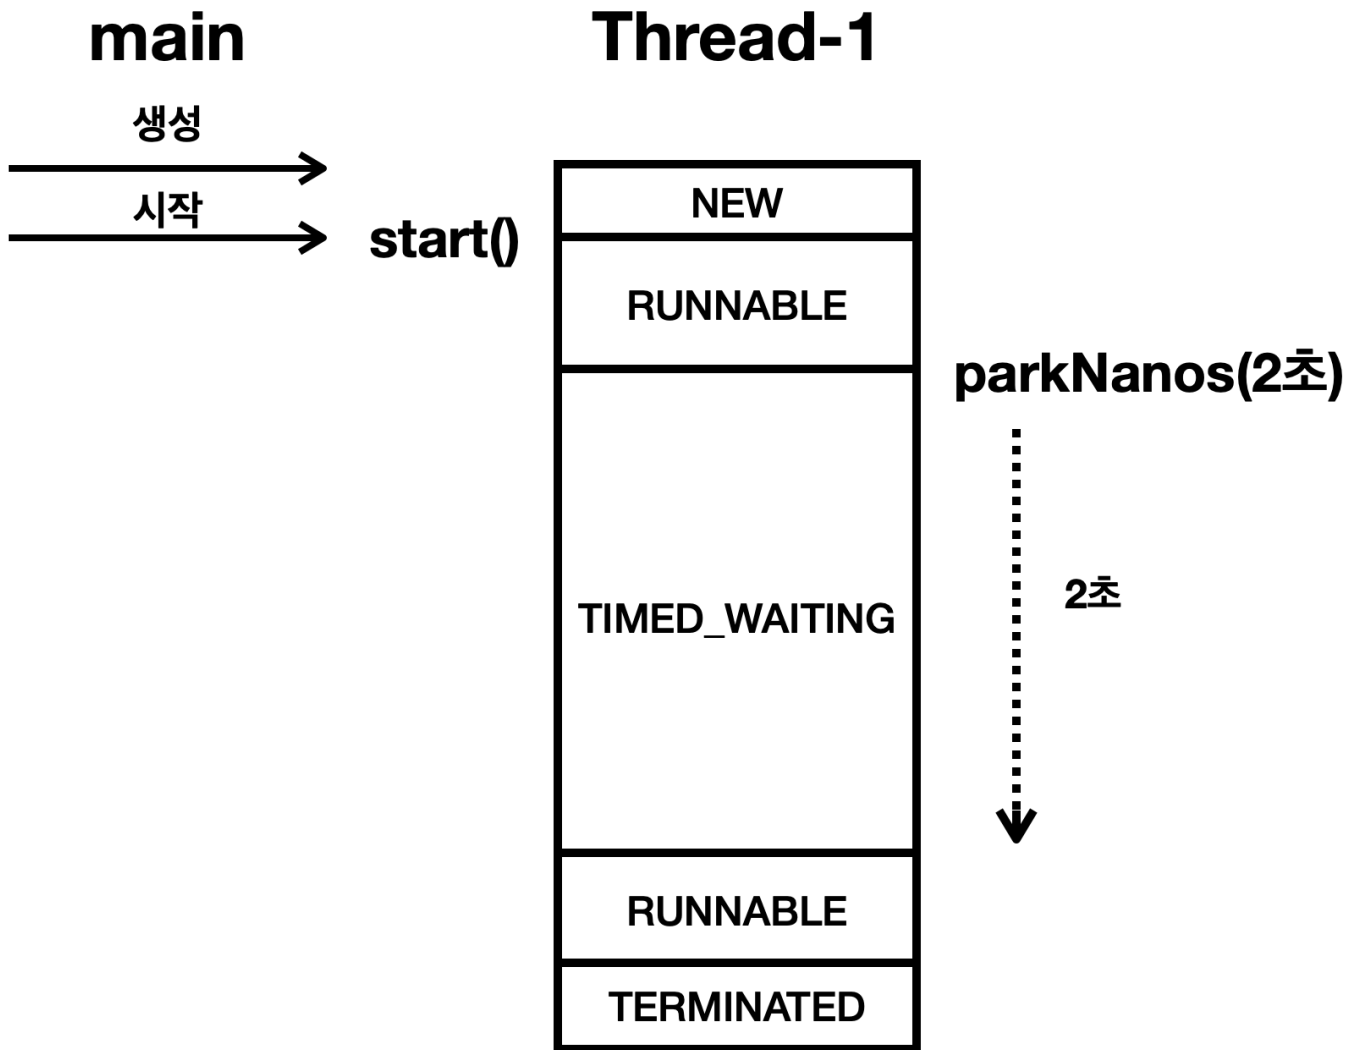 main
Thread-1
생성
시작
start()
NEW
RUNNABLE
parkNanos(2초)
TIMED_WAITING
2초
RUNNABLE
TERMINATED